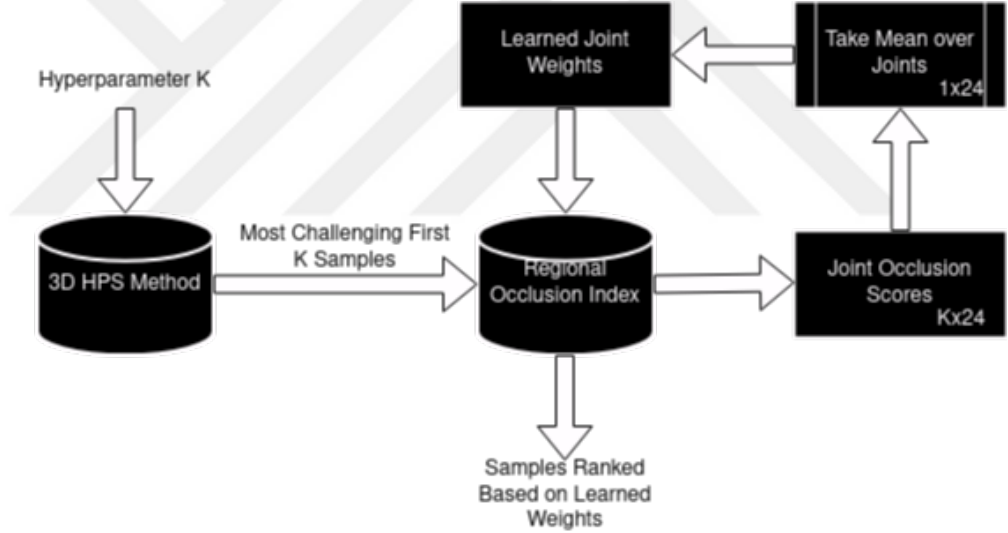 Learned Joint
Weights
Take Mean over
Joints
1x24
Hyperparameter K
Most Challenging First
K Samples
3D HPS Method
Regional
Occlusion Index
Joint Occlusion
Scores
Kx24
Samples Ranked
Based on Learned
Weights